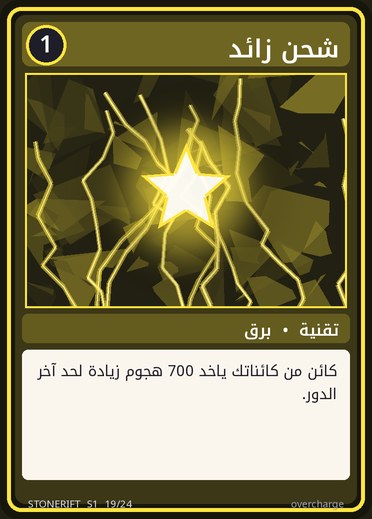 1
شحن زائد
تقنية • برق
كائن من كائناتك ياخد 700 هجوم زيادة لحد آخر
الدور.
STONERIFT S1 19/24
overcharge